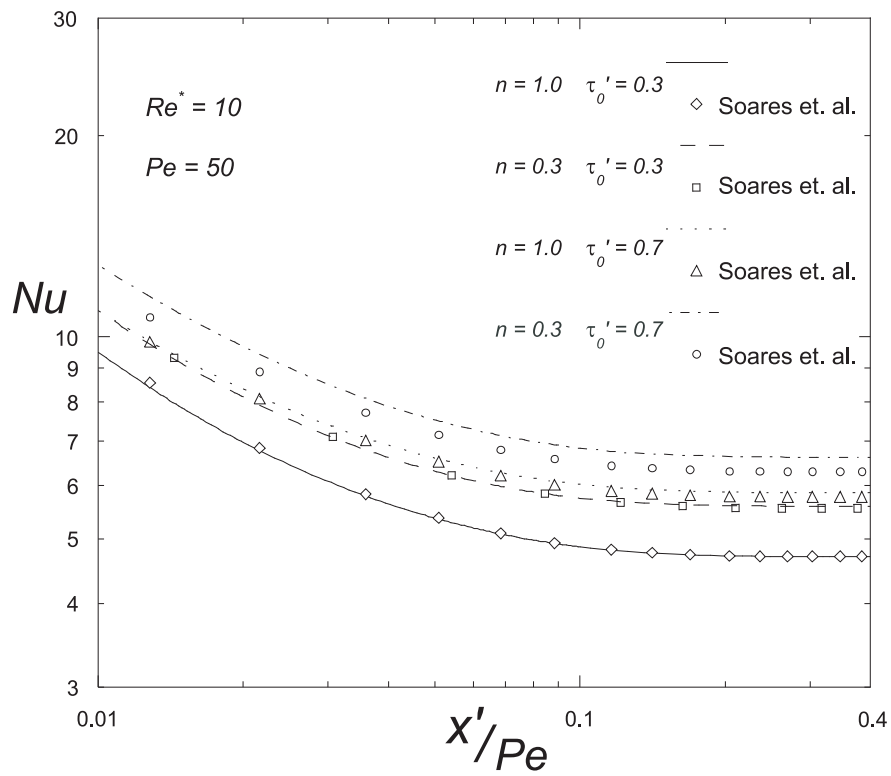 30
20
10
9
8
7
6
5
4
3
Nu
Re* = 10
Pe = 50
n = 1.0 τ₀' = 0.3
Soares et. al.
n = 0.3 τ₀' = 0.3
Soares et. al.
n = 1.0 τ₀' = 0.7
Soares et. al.
n = 0.3 τ₀' = 0.7
Soares et. al.
0.01 0.1 0.4
x'/Pe